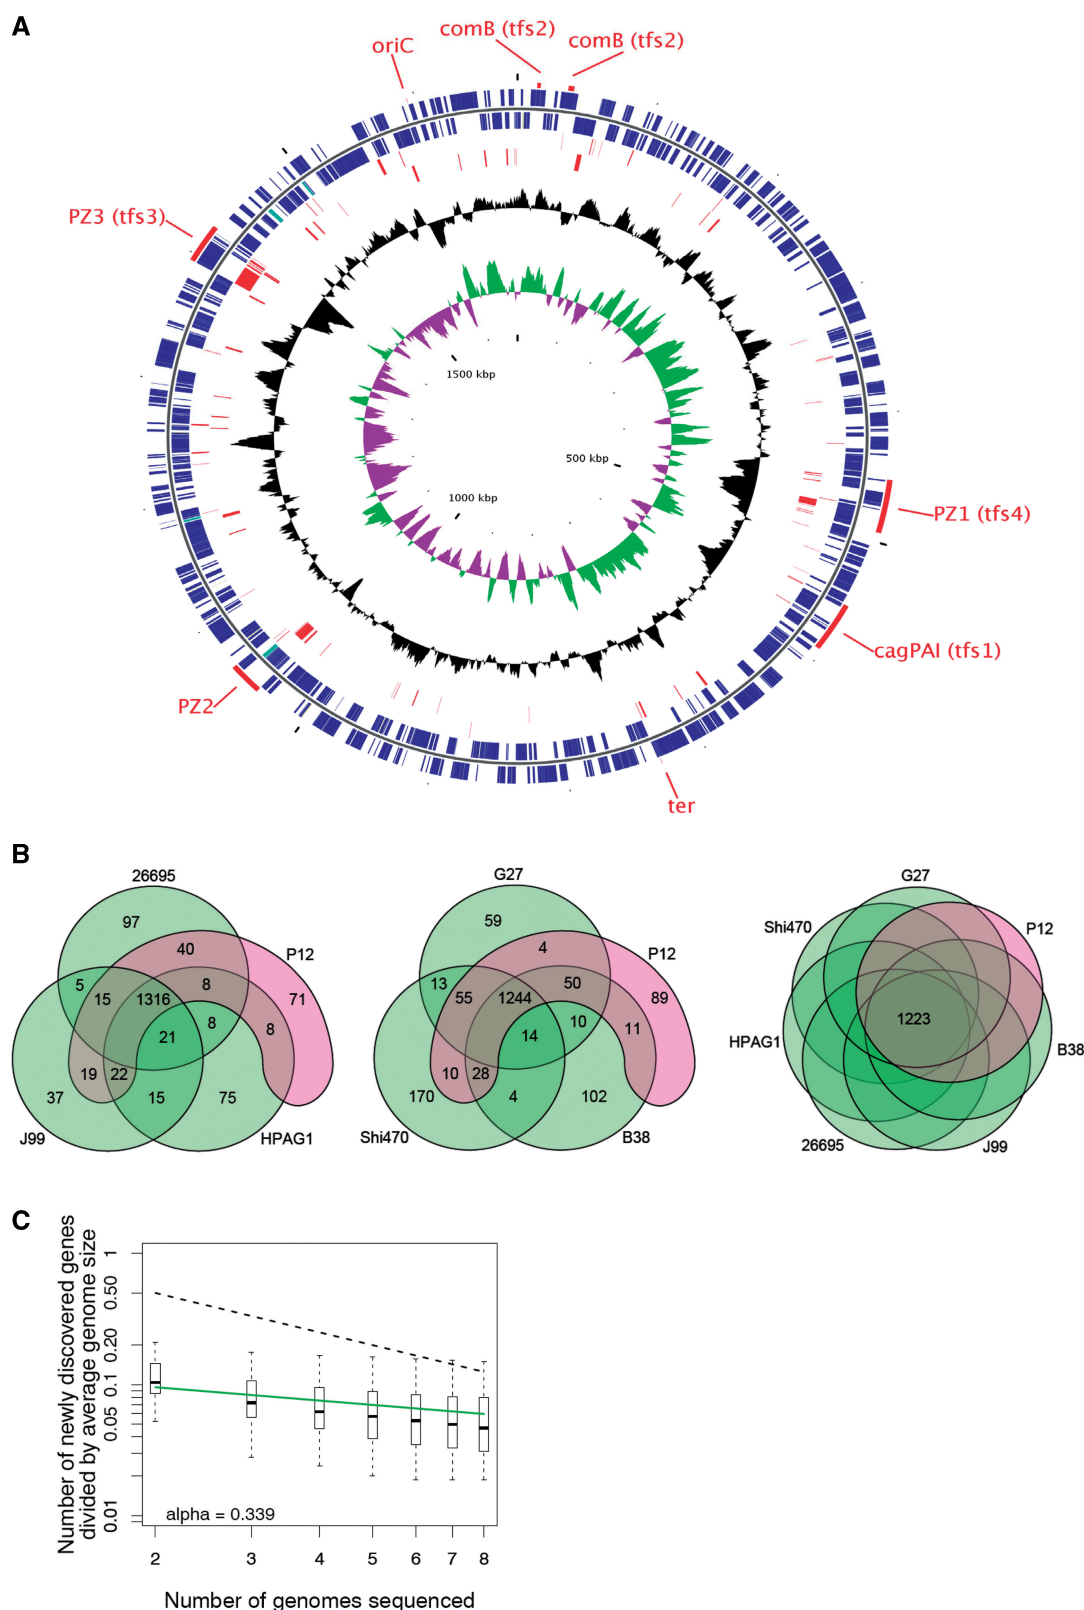 A
comB (tfs2)
comB (tfs2)
oriC
PZ3 (tfs3)
1500 kbp
500 kbp
1000 kbp
PZ1 (tfs4)
cagPAI (tfs1)
PZ2
ter
B
26695
97
40
P12
5
15
1316
8
71
21
8
8
19
22
37
15
75
J99
HPAG1
G27
59
4
P12
13
55
1244
50
89
14
10
11
10
28
170
4
102
Shi470
B38
G27
Shi470
P12
1223
HPAG1
B38
26695
J99
C
Number of newly discovered genes
divided by average genome size
1
0.50
0.20
0.1
0.05
0.01
alpha = 0.339
2 3 4 5 6 7 8
Number of genomes sequenced